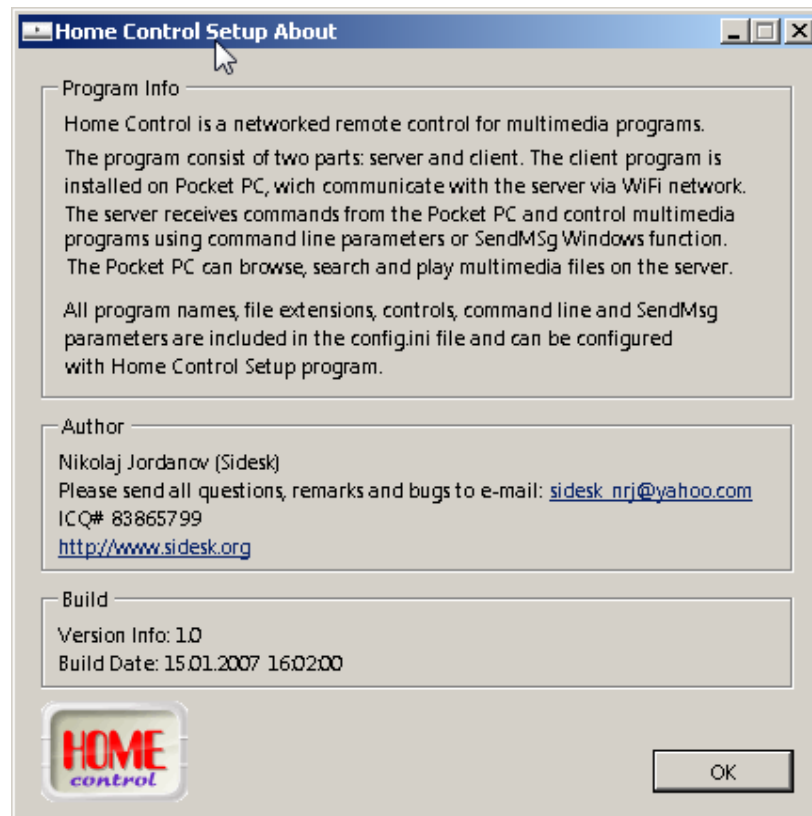 Home Control Setup About
Program Info
Home Control is a networked remote control for multimedia programs.
The program consist of two parts: server and client. The client program is
installed on Pocket PC, wich communicate with the server via WiFi network.
The server receives commands from the Pocket PC and control multimedia
programs using command line parameters or SendMSg Windows function.
The Pocket PC can browse, search and play multimedia files on the server.
All program names, file extensions, controls, command line and SendMsg
parameters are included in the config.ini file and can be configured
with Home Control Setup program.
Author
Nikolaj Jordanov (Sidesk)
Please send all questions, remarks and bugs to e-mail: sidesk_nrj@yahoo.com
ICQ# 83865799
http://www.sidesk.org
Build
Version Info: 1.0
Build Date: 15.01.2007 16:02:00
HOME
control
OK